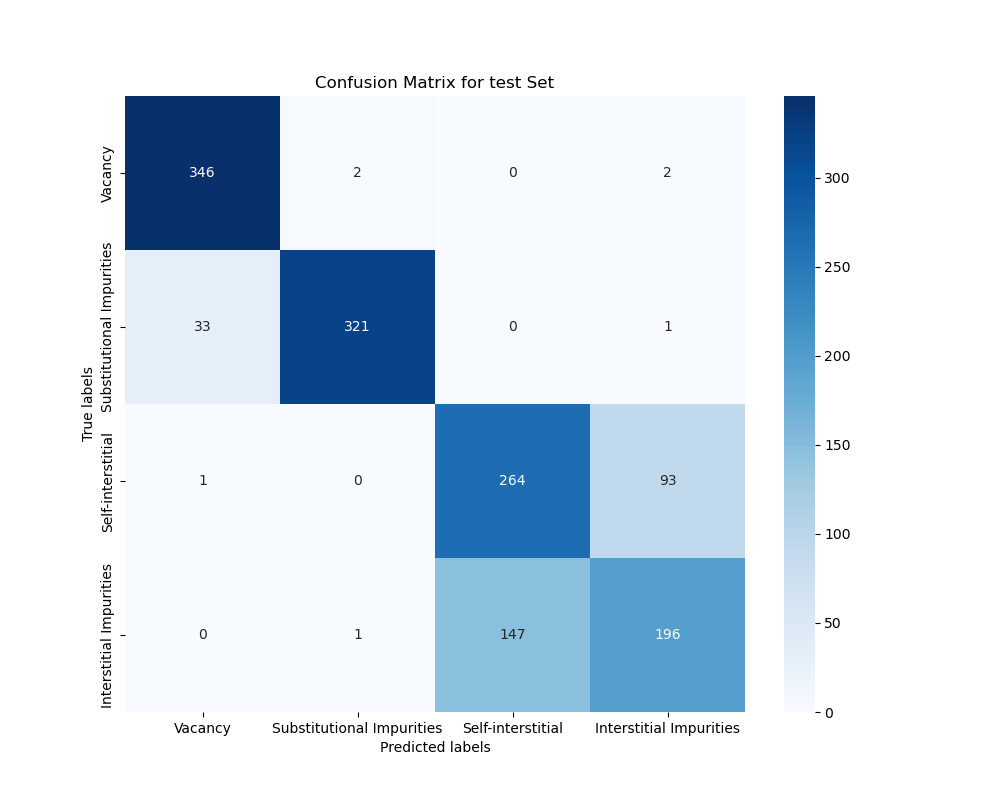 Confusion Matrix for test Set
True labels
Vacancy
346 2 0 2
Substitutional Impurities
33 321 0 1
Self-interstitial
1 0 264 93
Interstitial Impurities
0 1 147 196
Vacancy Substitutional Impurities Self-interstitial Interstitial Impurities
Predicted labels
300
250
200
150
100
50
0